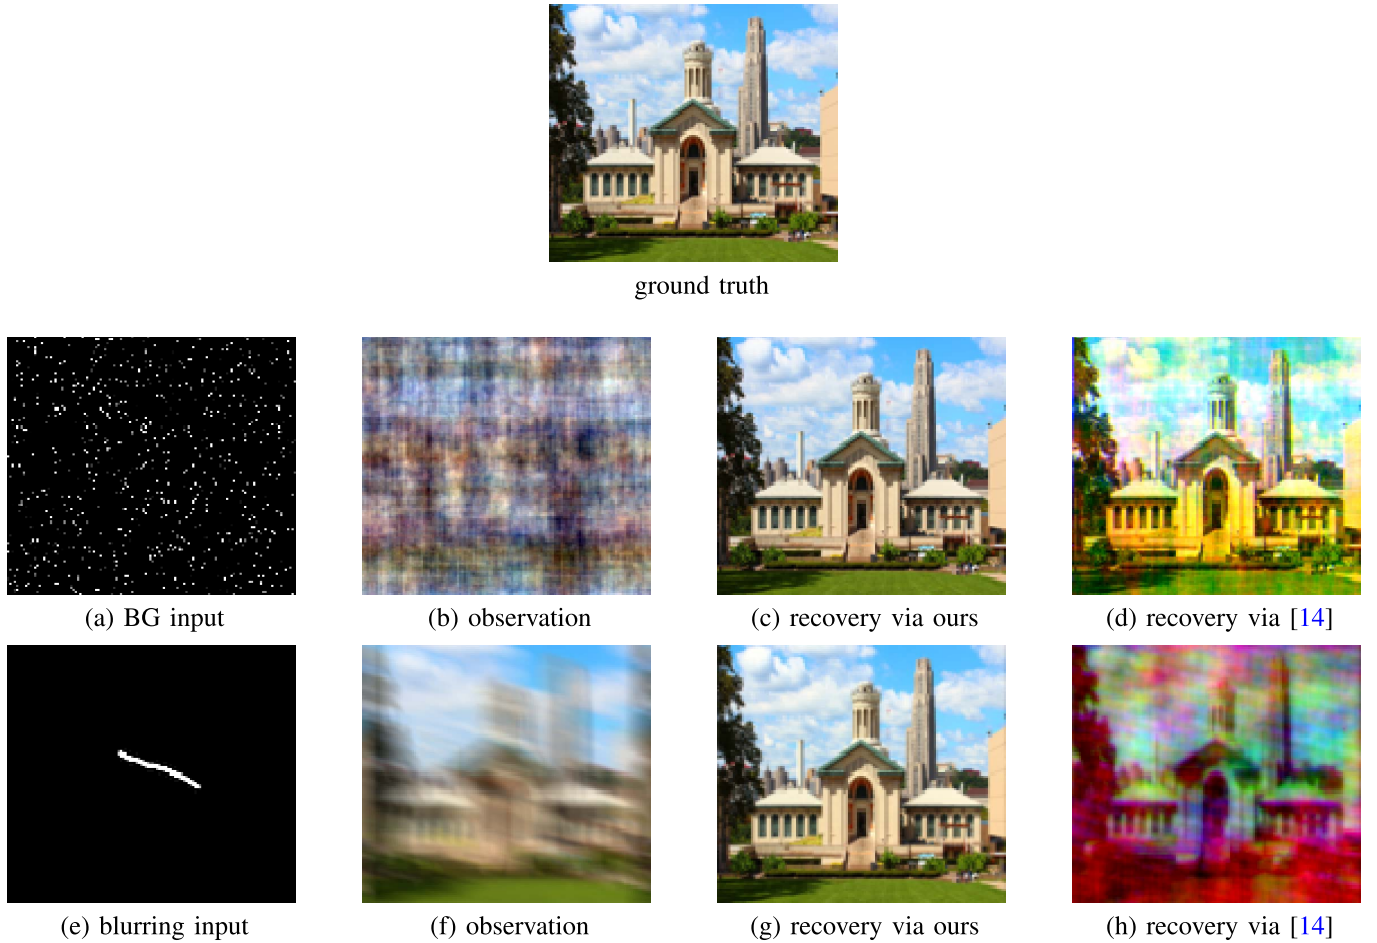 ground truth
(a) BG input
(b) observation
(c) recovery via ours
(d) recovery via [14]
(e) blurring input
(f) observation
(g) recovery via ours
(h) recovery via [14]